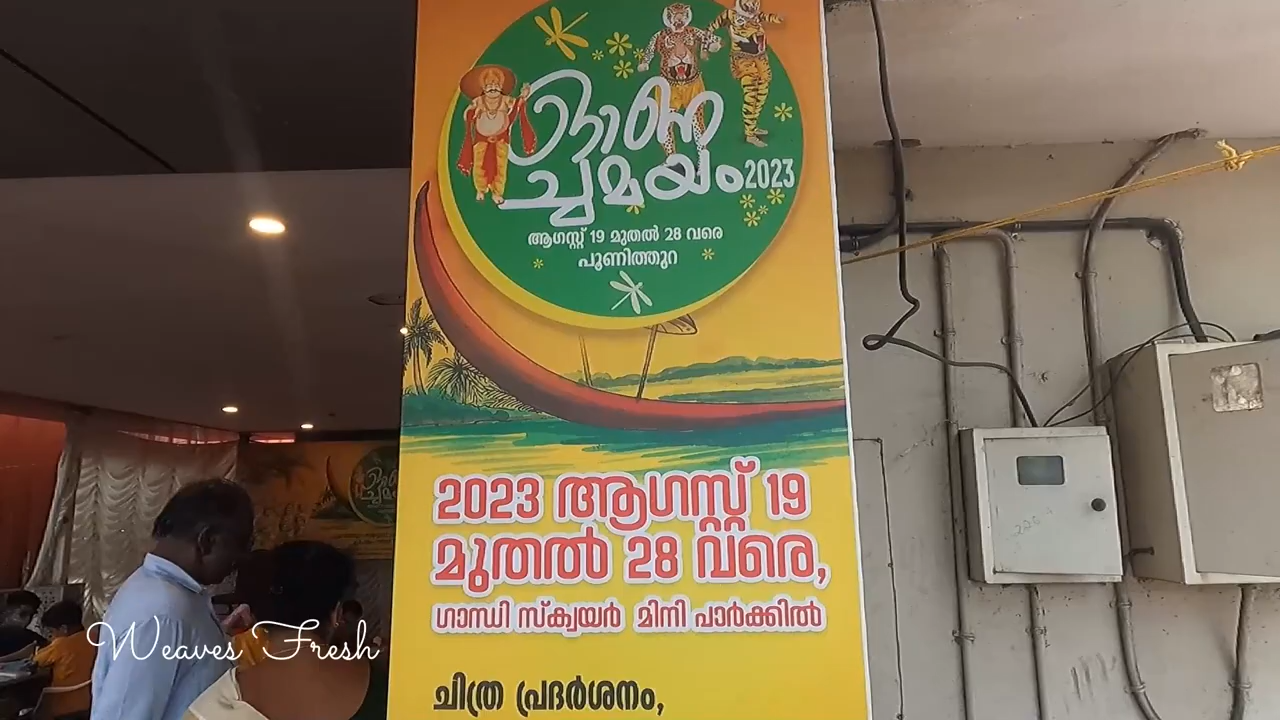 ഓണ
ച്ചമയം 2023
ആഗസ്റ്റ് 19 മുതൽ 28 വരെ
പൂണിത്തുറ
2023 ആഗസ്റ്റ് 19
മുതൽ 28 വരെ,
ഗാന്ധി സ്ക്വയർ മിനി പാർക്കിൽ
ചിത്ര പ്രദർശനം,
Weaves Fresh